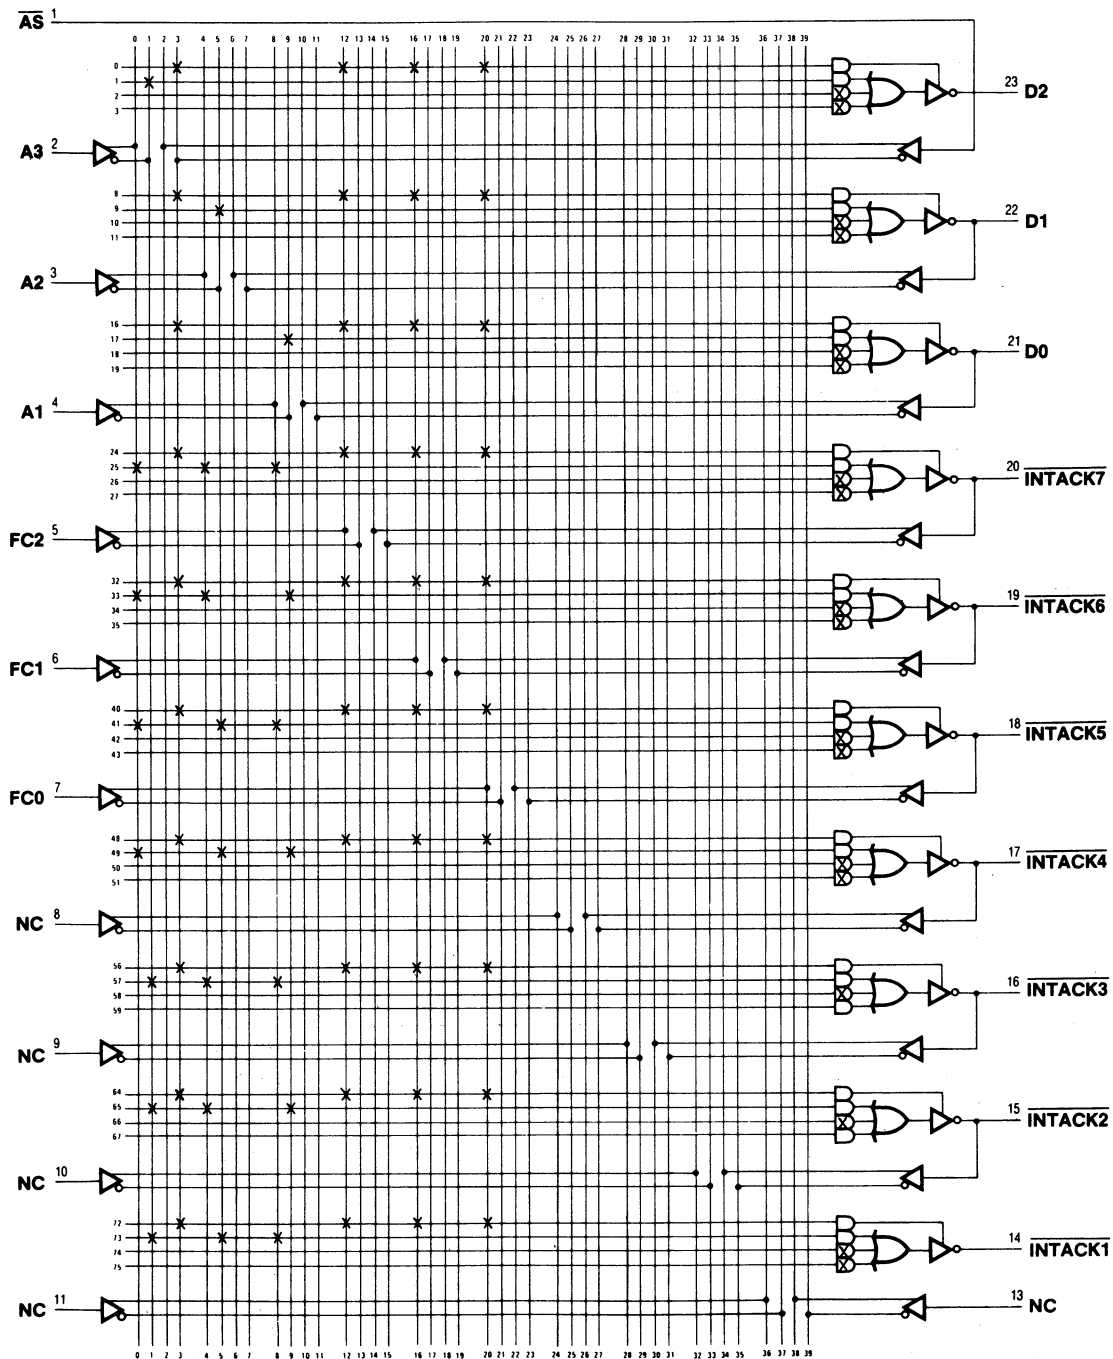 AS 1
0 1 2 3 4 5 6 7 8 9 10 11 12 13 14 15 16 17 18 19 20 21 22 23 24 25 26 27 28 29 30 31 32 33 34 35 36 37 38 39
0
1
2
3
23 D2
A3 2
8
9
10
11
22 D1
A2 3
16
17
18
19
21 D0
A1 4
24
25
26
27
20 INTACK7
FC2 5
32
33
34
35
19 INTACK6
FC1 6
40
41
42
43
18 INTACK5
FC0 7
48
49
50
51
17 INTACK4
NC 8
56
57
58
59
16 INTACK3
NC 9
64
65
66
67
15 INTACK2
NC 10
72
73
74
75
14 INTACK1
NC 11
13 NC
0 1 2 3 4 5 6 7 8 9 10 11 12 13 14 15 16 17 18 19 20 21 22 23 24 25 26 27 28 29 30 31 32 33 34 35 36 37 38 39